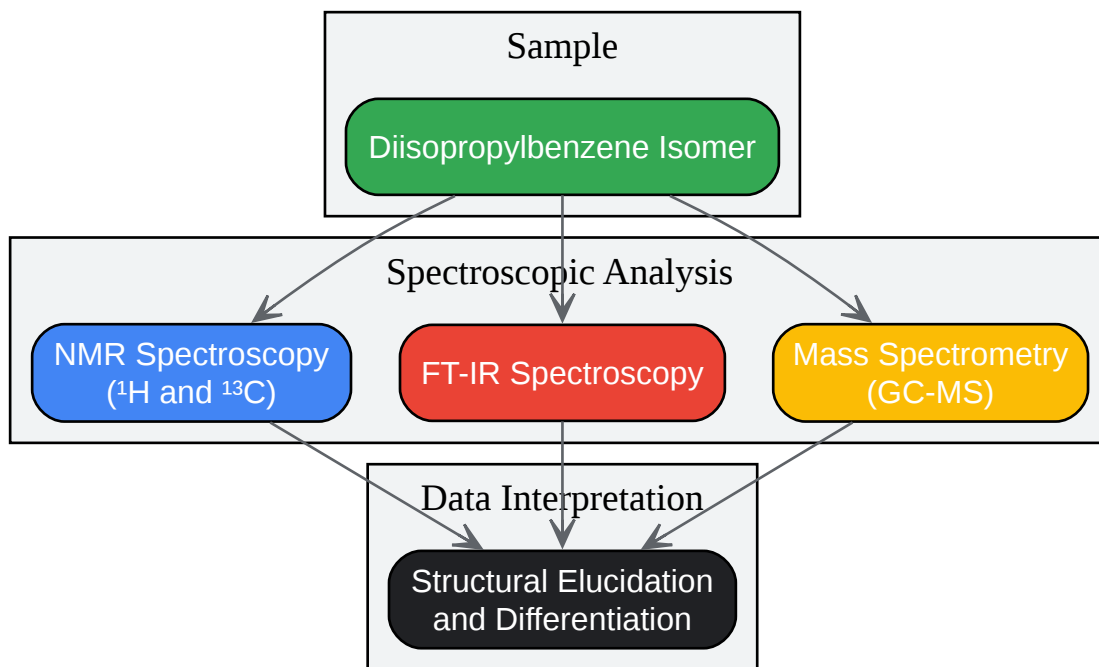 Sample
Diisopropylbenzene Isomer
Spectroscopic Analysis
NMR Spectroscopy
(¹H and ¹³C)
FT-IR Spectroscopy
Mass Spectrometry
(GC-MS)
Data Interpretation
Structural Elucidation
and Differentiation